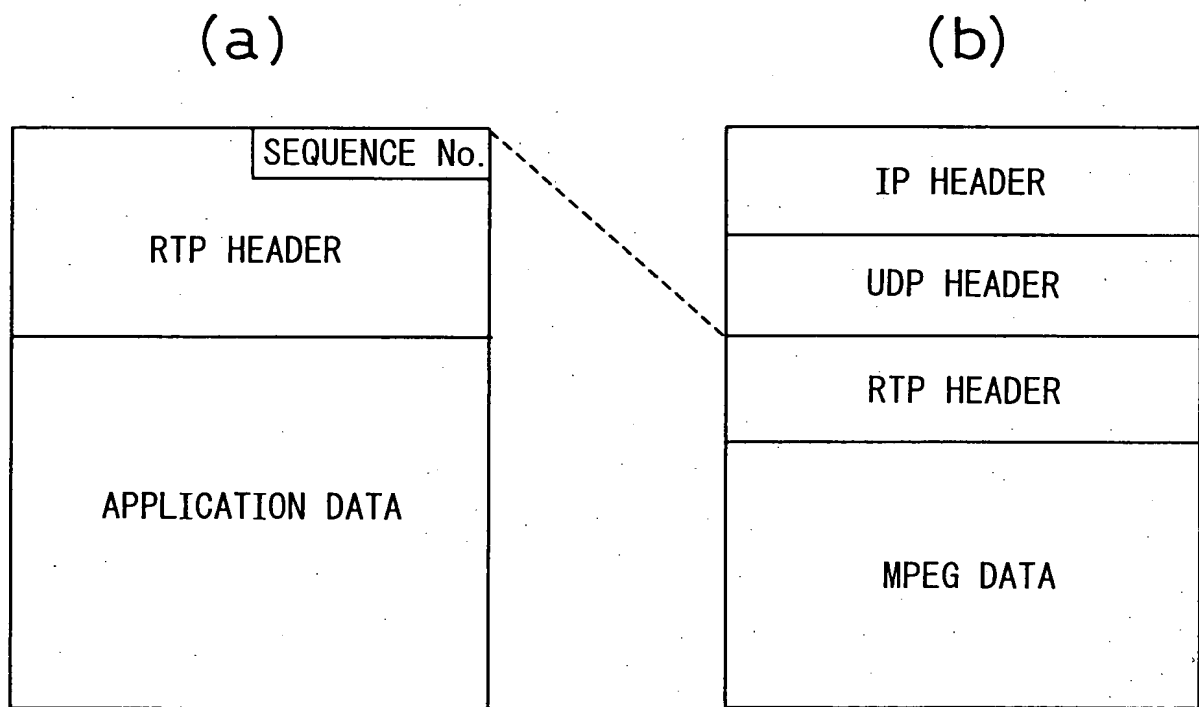 (a)
SEQUENCE No.
RTP HEADER
APPLICATION DATA
(b)
IP HEADER
UDP HEADER
RTP HEADER
MPEG DATA